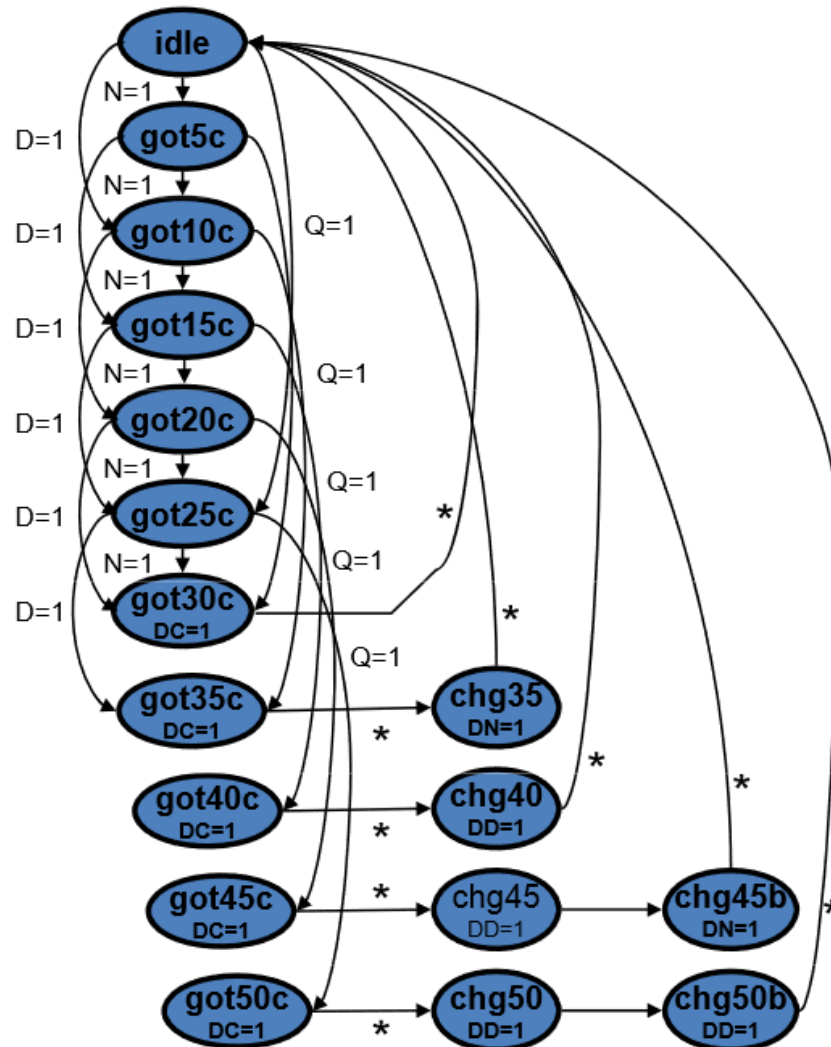 idle
N=1
D=1
got5c
N=1
D=1
got10c
Q=1
N=1
D=1
got15c
N=1
Q=1
D=1
got20c
N=1
Q=1
D=1
got25c
*
N=1
Q=1
D=1
got30c
DC=1
*
Q=1
got35c
DC=1
*
chg35
DN=1
*
got40c
DC=1
*
chg40
DD=1
*
got45c
DC=1
*
chg45
DD=1
chg45b
DN=1
*
got50c
DC=1
*
chg50
DD=1
chg50b
DD=1